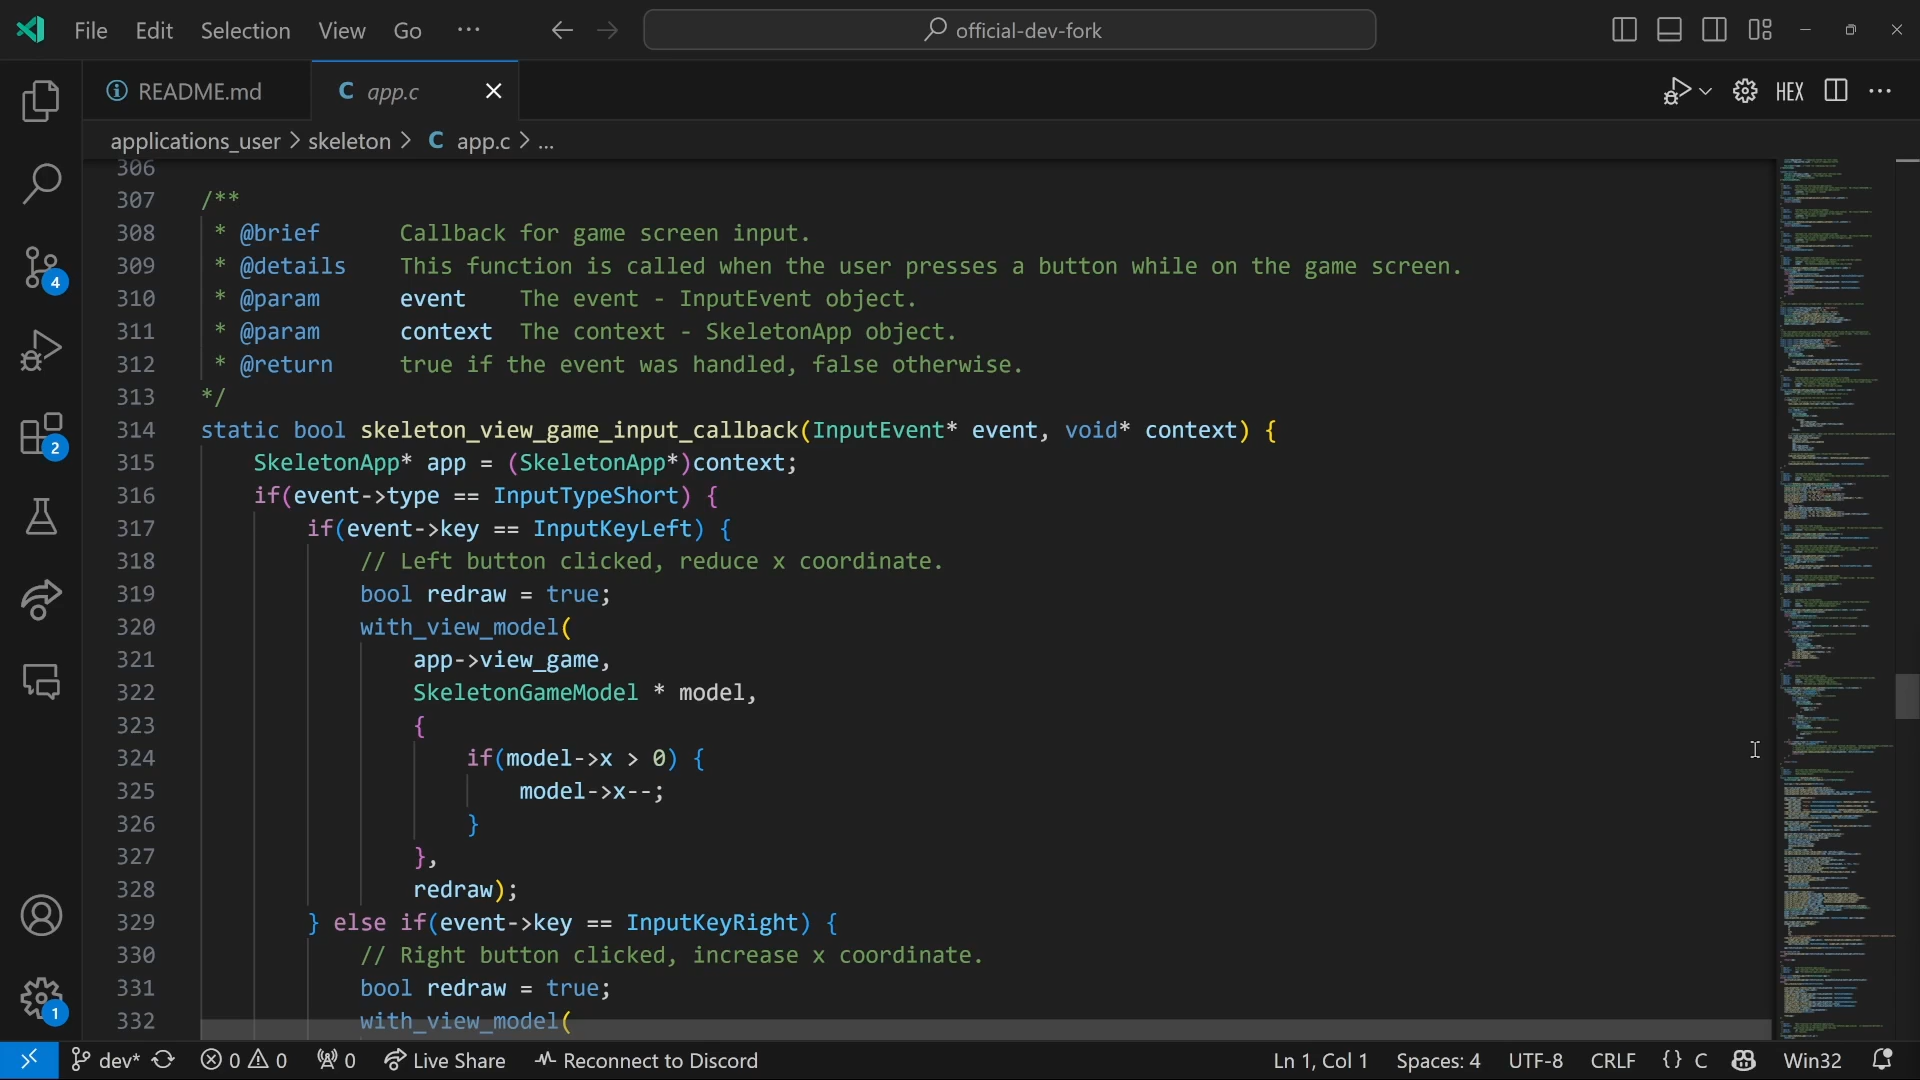 File Edit Selection View Go ··· official-dev-fork
README.md C app.c HEX
applications_user > skeleton > C app.c > ...
306
307 /**
308 * @brief Callback for game screen input.
309 * @details This function is called when the user presses a button while on the game screen.
310 * @param event The event - InputEvent object.
311 * @param context The context - SkeletonApp object.
312 * @return true if the event was handled, false otherwise.
313 */
314 static bool skeleton_view_game_input_callback(InputEvent* event, void* context) {
315 SkeletonApp* app = (SkeletonApp*)context;
316 if(event->type == InputTypeShort) {
317 if(event->key == InputKeyLeft) {
318 // Left button clicked, reduce x coordinate.
319 bool redraw = true;
320 with_view_model(
321 app->view_game,
322 SkeletonGameModel * model,
323 {
324 if(model->x > 0) {
325 model->x--;
326 }
327 },
328 redraw);
329 } else if(event->key == InputKeyRight) {
330 // Right button clicked, increase x coordinate.
331 bool redraw = true;
332 with_view_model(
4
2
1
dev* 0 0 0 Live Share Reconnect to Discord Ln 1, Col 1 Spaces: 4 UTF-8 CRLF {} C Win32